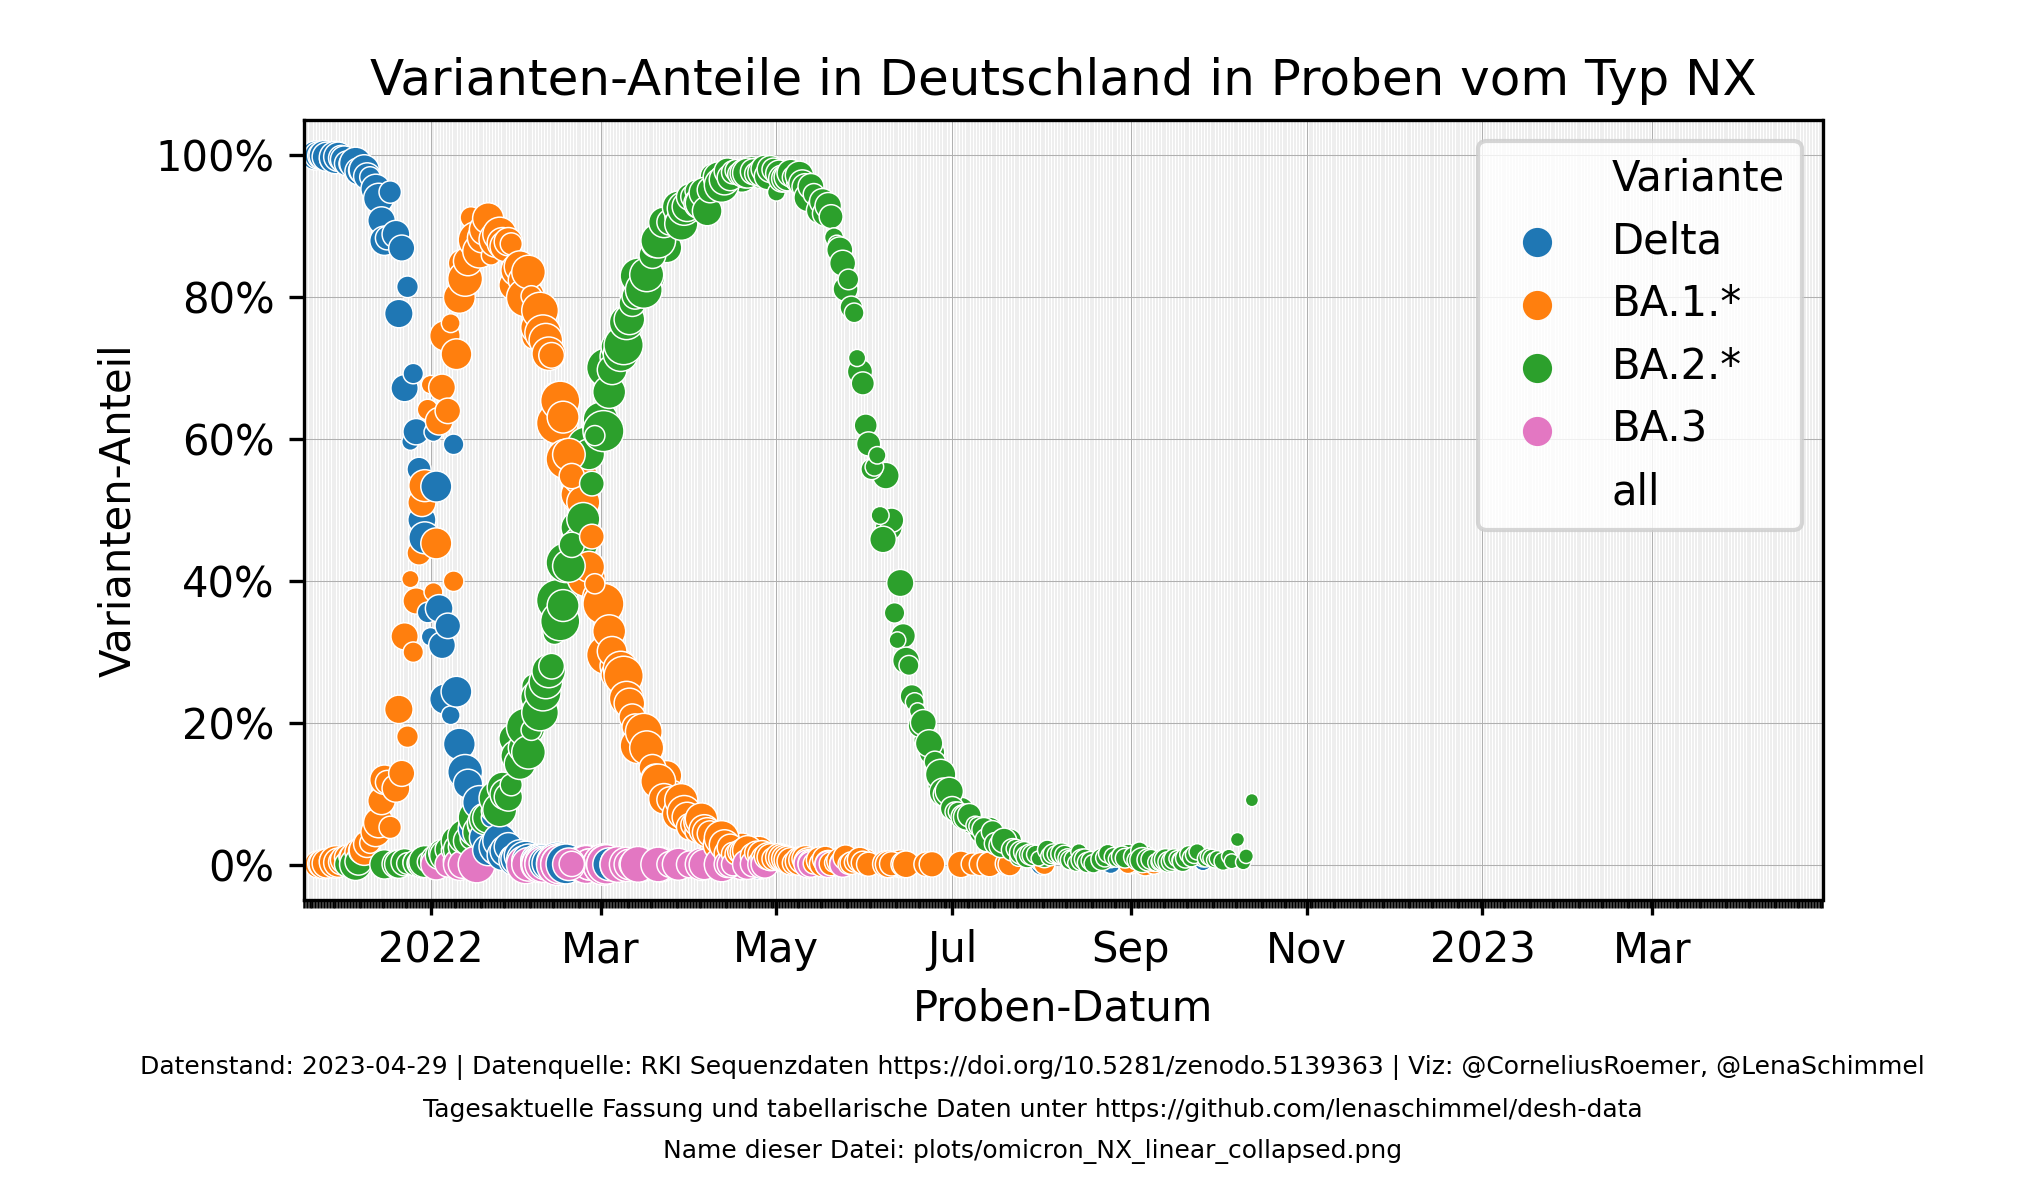 Varianten-Anteile in Deutschland in Proben vom Typ NX
Varianten-Anteil
100%
80%
60%
40%
20%
0%
Variante
Delta
BA.1.*
BA.2.*
BA.3
all
2022 Mar May Jul Sep Nov 2023 Mar
Proben-Datum
Datenstand: 2023-04-29 | Datenquelle: RKI Sequenzdaten https://doi.org/10.5281/zenodo.5139363 | Viz: @CorneliusRoemer, @LenaSchimmel
Tagesaktuelle Fassung und tabellarische Daten unter https://github.com/lenaschimmel/desh-data
Name dieser Datei: plots/omicron_NX_linear_collapsed.png